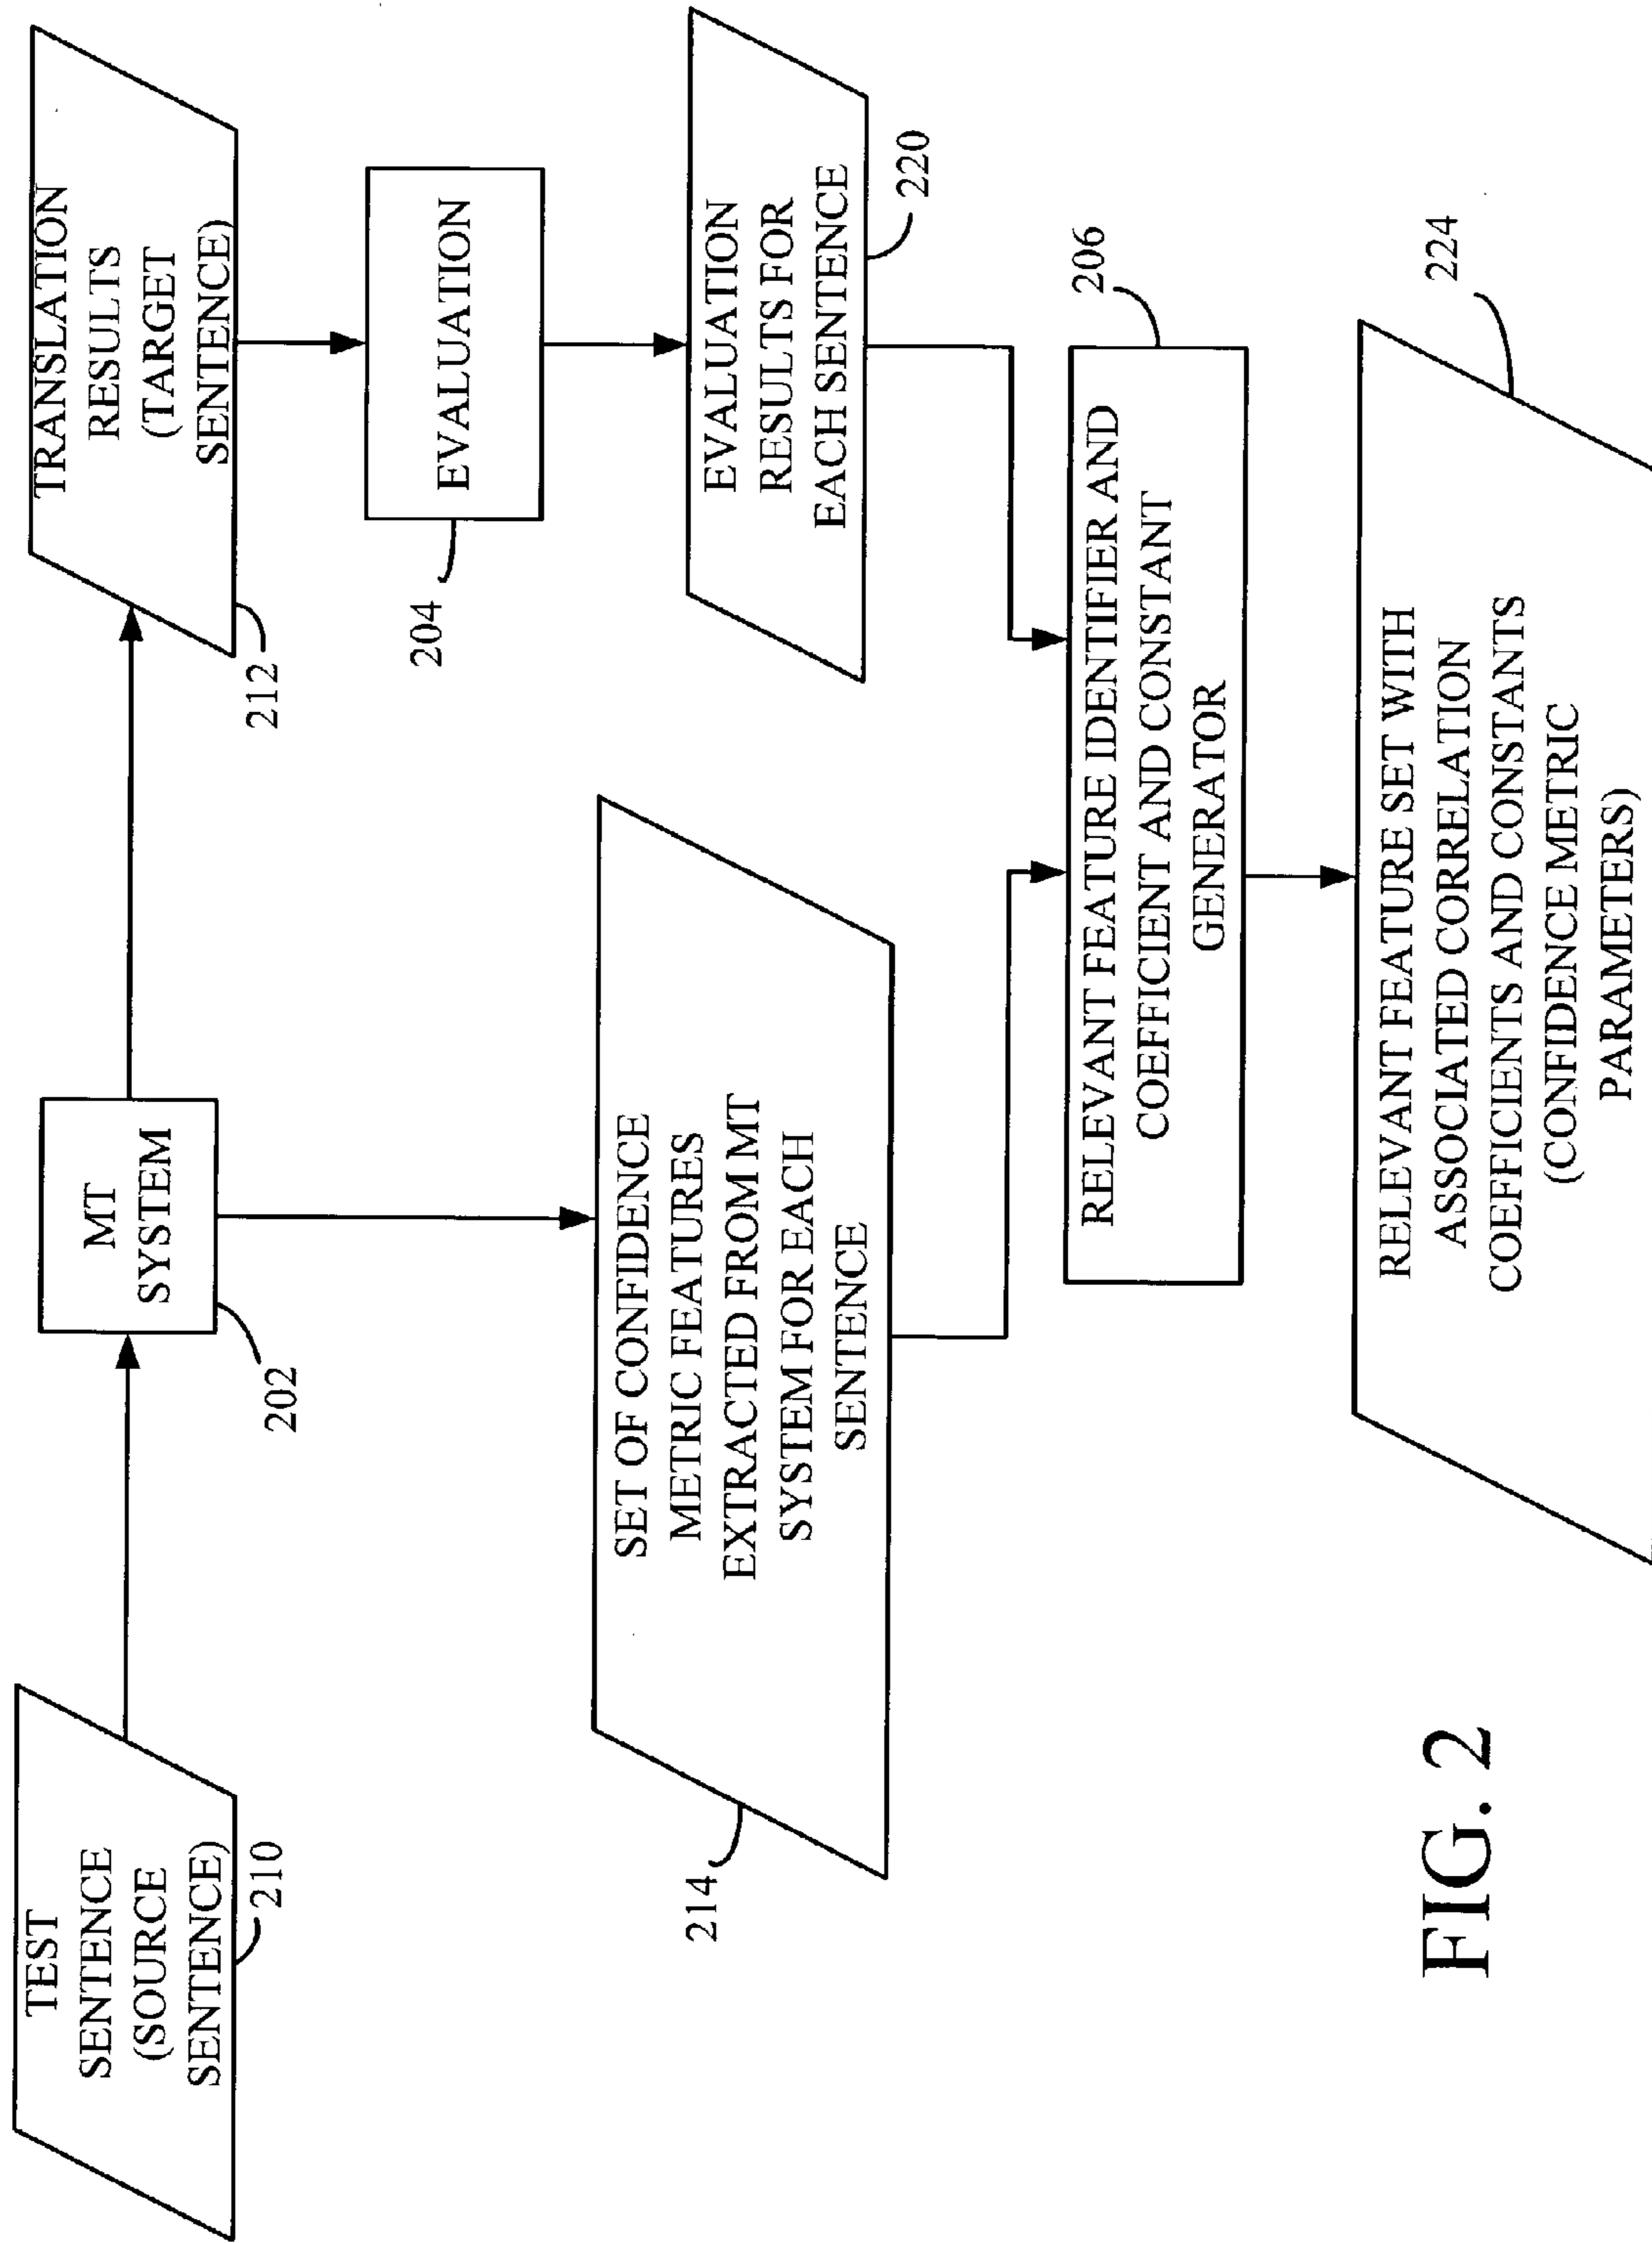 TEST
SENTENCE
(SOURCE
SENTENCE)
210
MT
SYSTEM
202
TRANSLATION
RESULTS
(TARGET
SENTENCE)
212
EVALUATION
204
SET OF CONFIDENCE
METRIC FEATURES
EXTRACTED FROM MT
SYSTEM FOR EACH
SENTENCE
214
EVALUATION
RESULTS FOR
EACH SENTENCE
220
RELEVANT FEATURE IDENTIFIER AND
COEFFICIENT AND CONSTANT
GENERATOR
206
RELEVANT FEATURE SET WITH
ASSOCIATED CORRELATION
COEFFICIENTS AND CONSTANTS
(CONFIDENCE METRIC
PARAMETERS)
224
FIG. 2